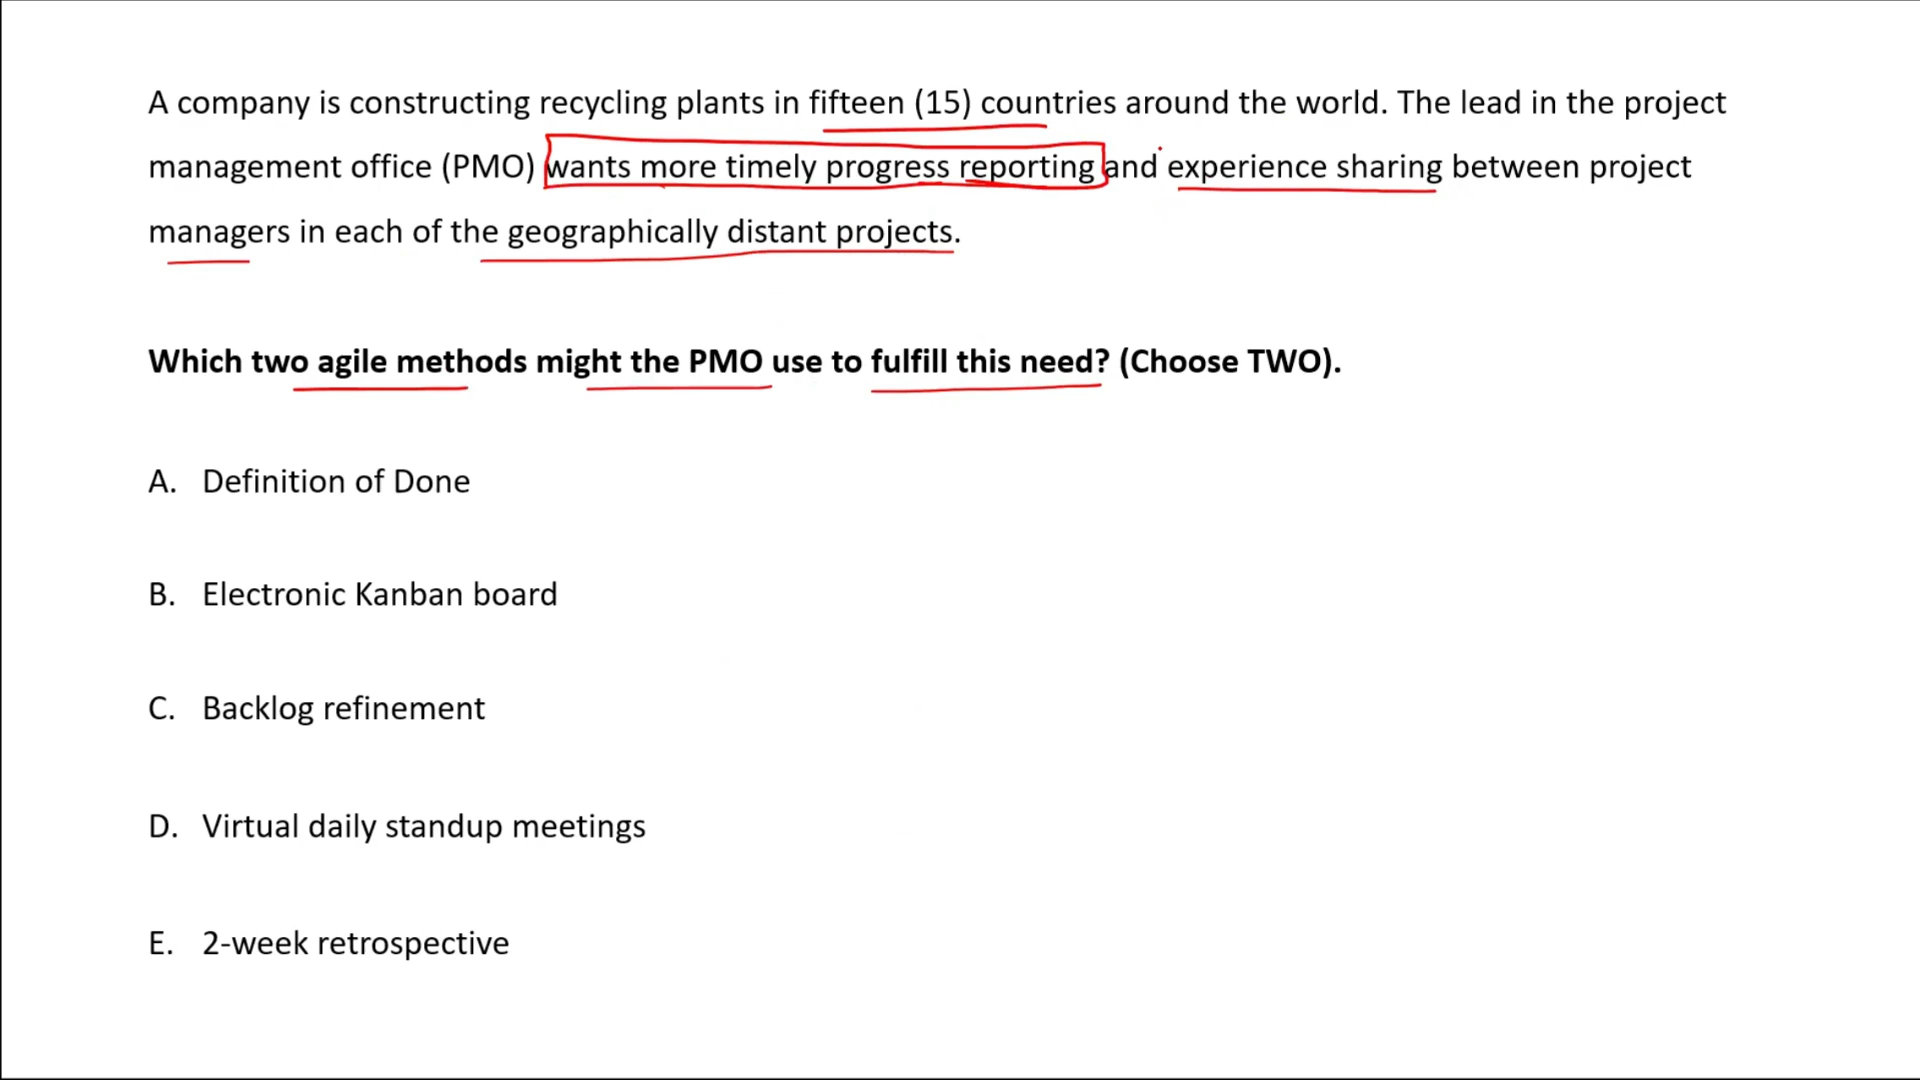 A company is constructing recycling plants in fifteen (15) countries around the world. The lead in the project
management office (PMO) wants more timely progress reporting and experience sharing between project
managers in each of the geographically distant projects.
Which two agile methods might the PMO use to fulfill this need? (Choose TWO).
A. Definition of Done
B. Electronic Kanban board
C. Backlog refinement
D. Virtual daily standup meetings
E. 2-week retrospective